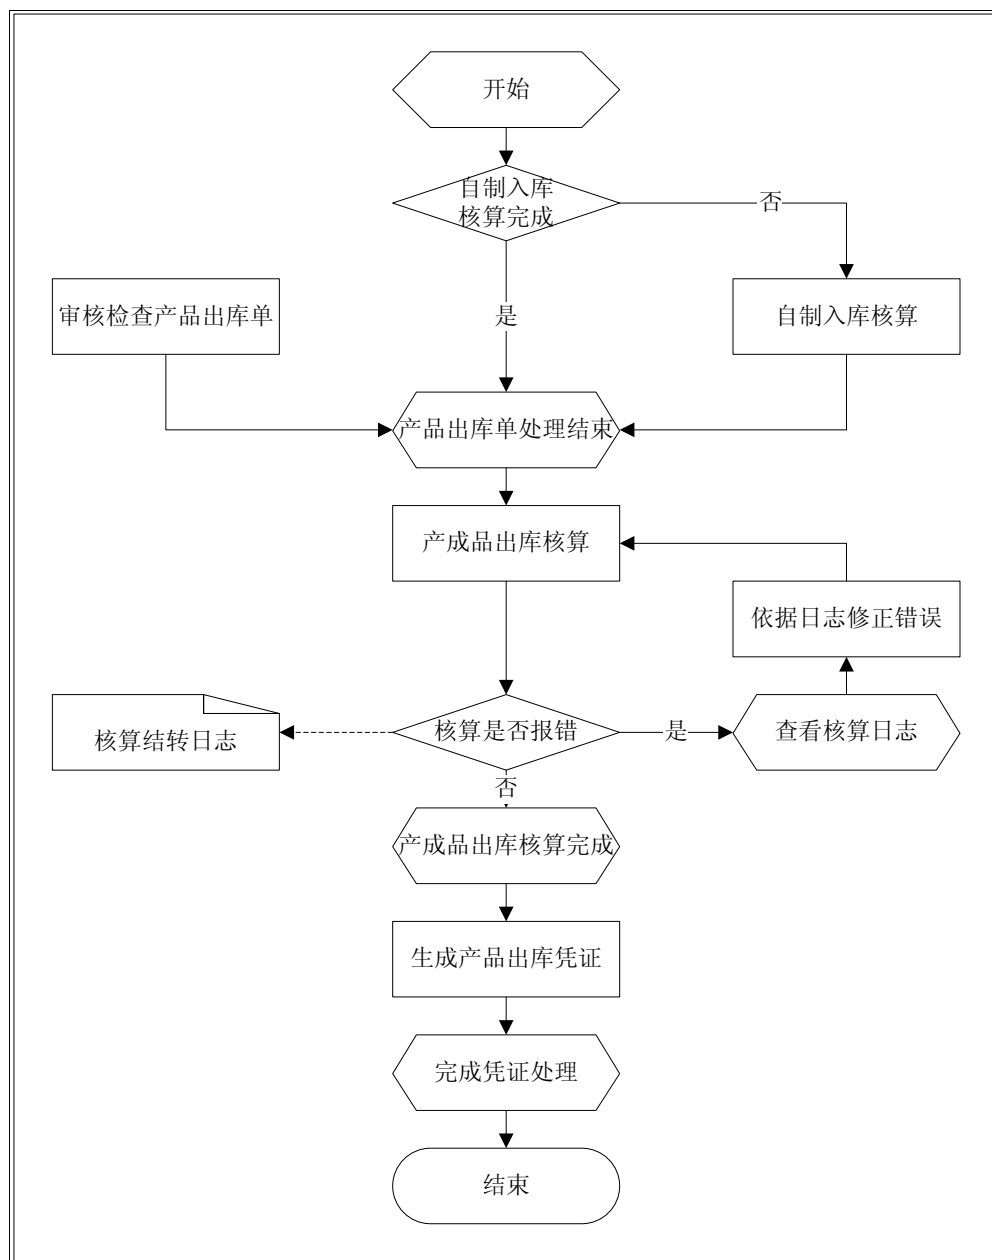 开始
自制入库
核算完成
否
审核检查产品出库单
是
自制入库核算
产品出库单处理结束
产成品出库核算
依据日志修正错误
核算结转日志
核算是否报错
是
查看核算日志
否
产成品出库核算完成
生成产品出库凭证
完成凭证处理
结束